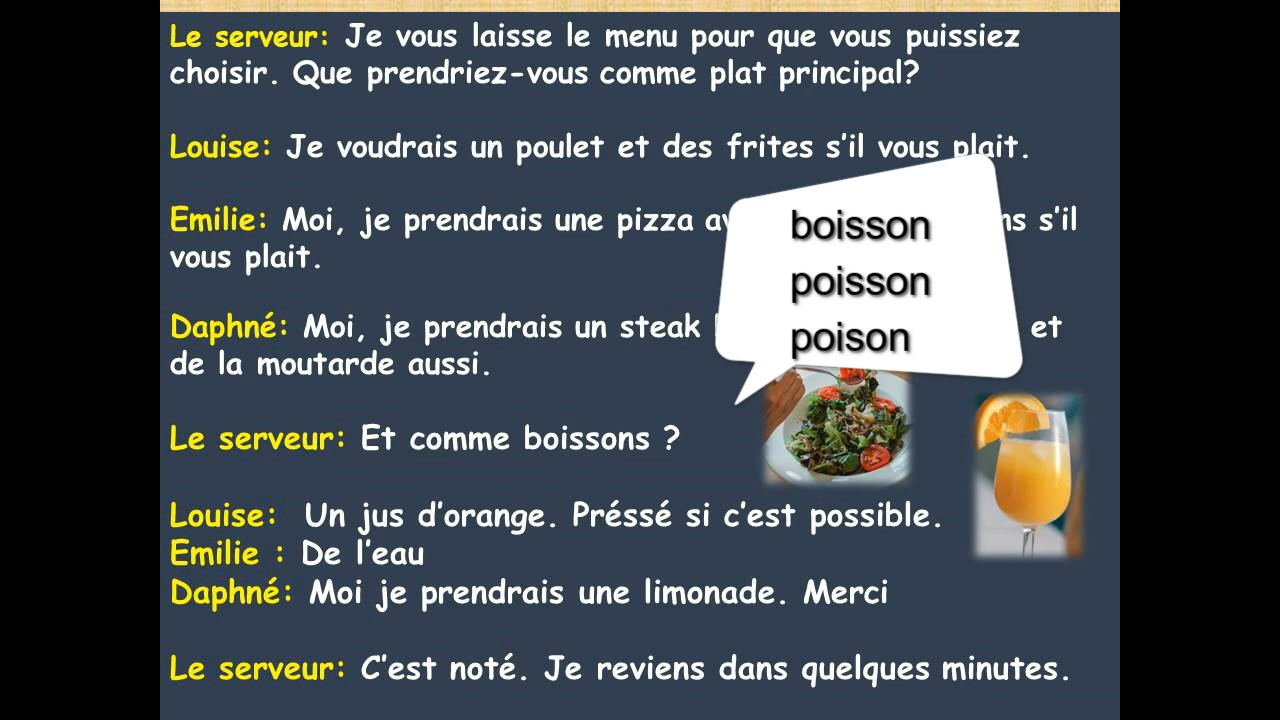 Le serveur: Je vous laisse le menu pour que vous puissiez
choisir. Que prendriez-vous comme plat principal?
Louise: Je voudrais un poulet et des frites s'il vous plait.
Emilie: Moi, je prendrais une pizza s'il
vous plait.
Daphné: Moi, je prendrais un steak et
de la moutarde aussi.
boisson
poisson
poison
Le serveur: Et comme boissons ?
Louise: Un jus d'orange. Préssé si c'est possible.
Emilie : De l'eau
Daphné: Moi je prendrais une limonade. Merci
Le serveur: C'est noté. Je reviens dans quelques minutes.